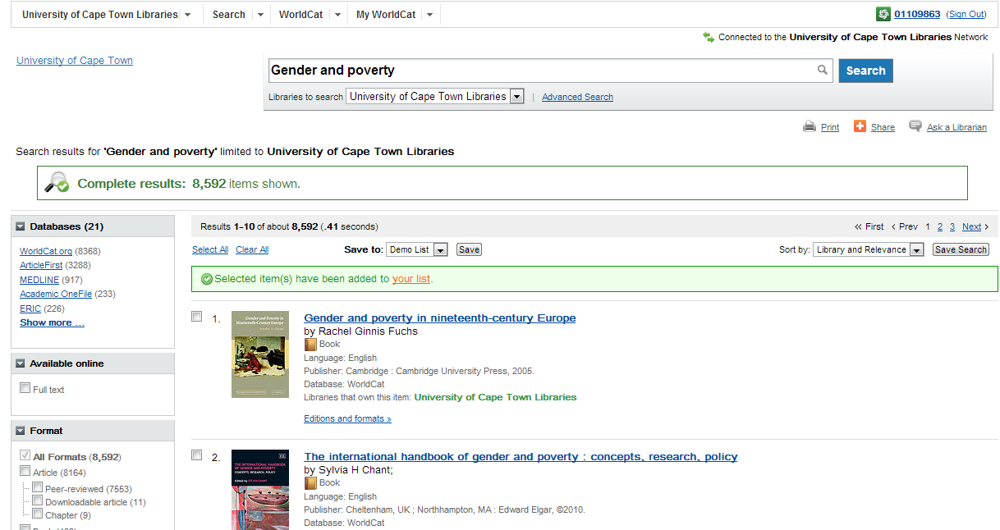 University of Cape Town Libraries Search WorldCat My WorldCat 01109863 (Sign Out)
Connected to the University of Cape Town Libraries Network
University of Cape Town
Gender and poverty Search
Libraries to search University of Cape Town Libraries | Advanced Search
Print Share Ask a Librarian
Search results for 'Gender and poverty' limited to University of Cape Town Libraries
Complete results: 8,592 items shown.
Databases (21)
WorldCat.org (8368)
ArticleFirst (3288)
MEDLINE (917)
Academic OneFile (233)
ERIC (226)
Show more ...
Available online
Full text
Format
All Formats (8,592)
Article (8164)
Peer-reviewed (7553)
Downloadable article (11)
Chapter (9)
Results 1-10 of about 8,592 (.41 seconds) « First ‹ Prev 1 2 3 Next ›
Select All Clear All Save to: Demo List Save Sort by: Library and Relevance Save Search
Selected item(s) have been added to your list.
1.
Gender and poverty in nineteenth-century Europe
by Rachel Ginnis Fuchs
Book
Language: English
Publisher: Cambridge : Cambridge University Press, 2005.
Database: WorldCat
Libraries that own this item: University of Cape Town Libraries
Editions and formats »
2.
The international handbook of gender and poverty : concepts, research, policy
by Sylvia H Chant;
Book
Language: English
Publisher: Cheltenham, UK ; Northhampton, MA : Edward Elgar, ©2010.
Database: WorldCat